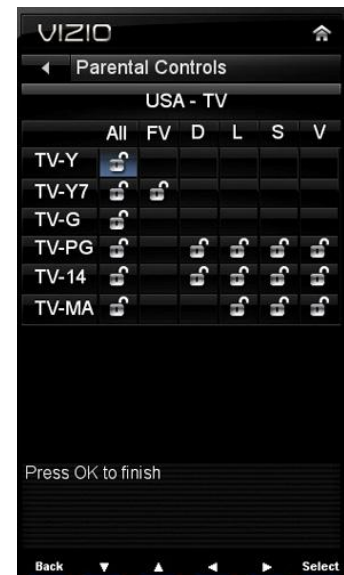 VIZIO
Parental Controls
USA - TV
All FV D L S V
TV-Y
TV-Y7
TV-G
TV-PG
TV-14
TV-MA
Press OK to finish
Back Select